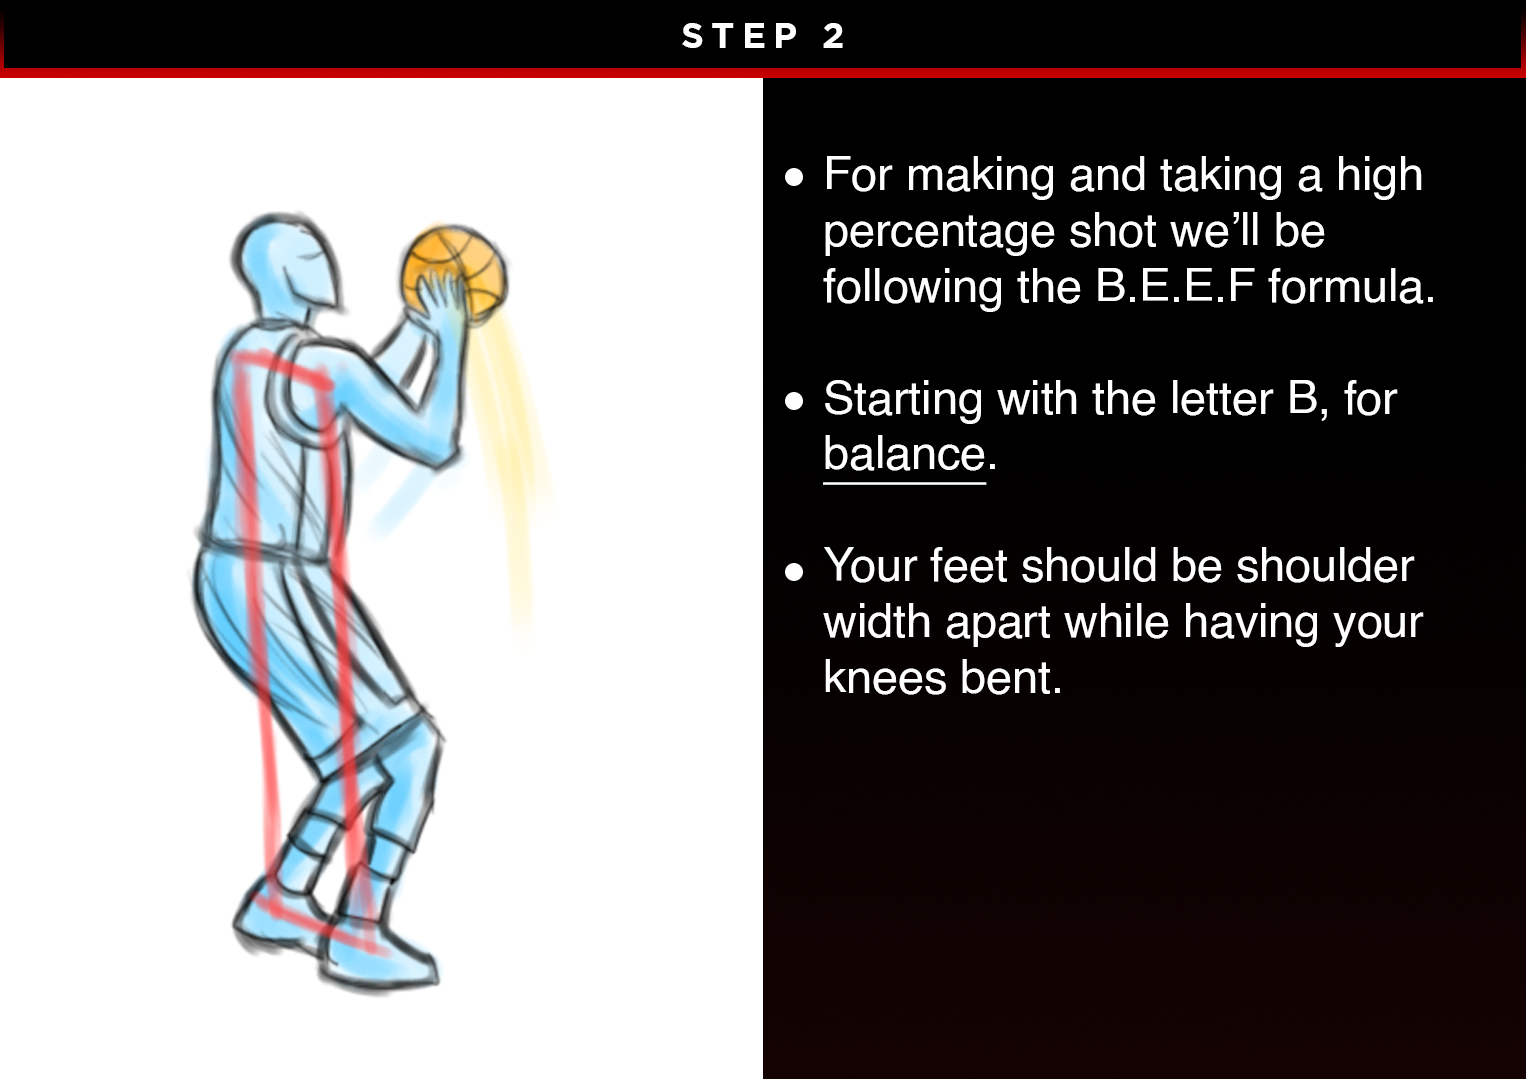 STEP 2
• For making and taking a high
percentage shot we’ll be
following the B.E.E.F formula.
• Starting with the letter B, for
balance.
• Your feet should be shoulder
width apart while having your
knees bent.